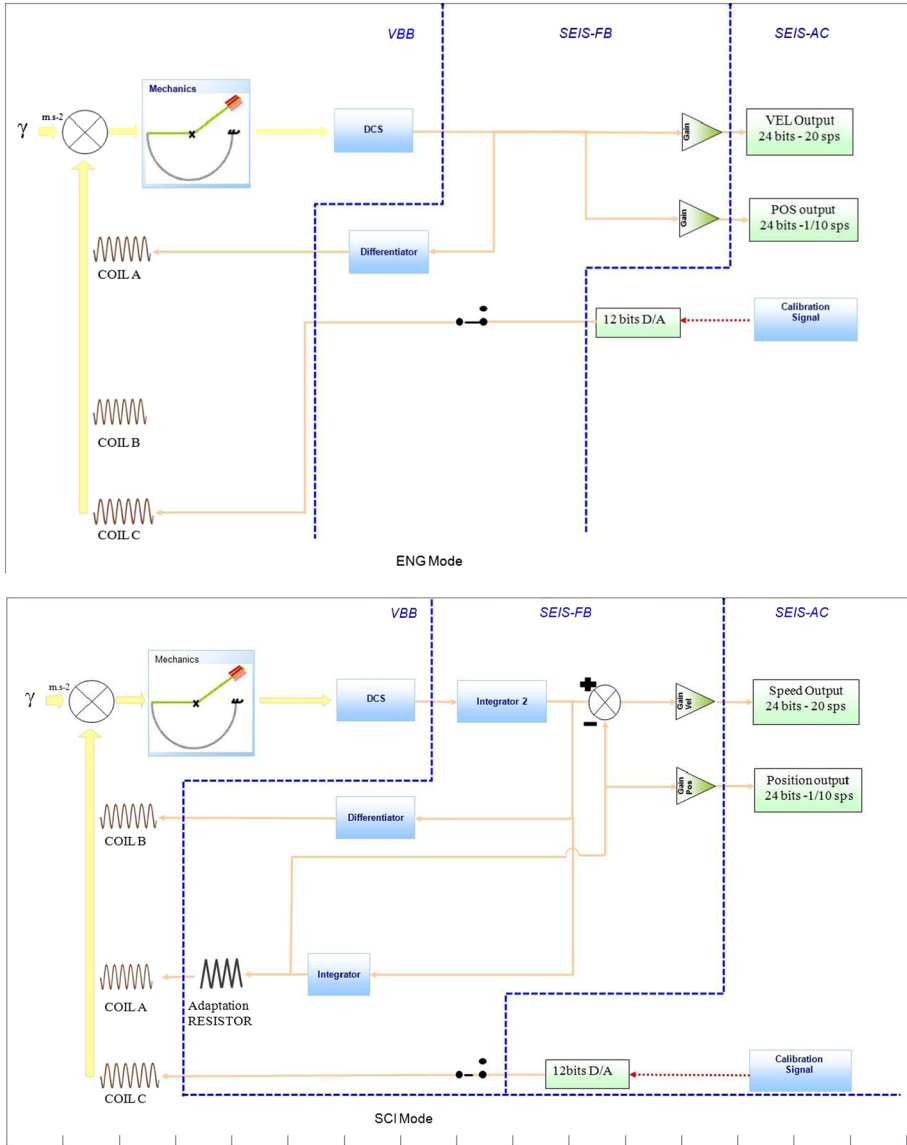 VBB
SEIS-FB
SEIS-AC
Mechanics
m.s-2
γ
DCS
Gain
VEL Output
24 bits - 20 sps
Gain
POS output
24 bits -1/10 sps
COIL A
Differentiator
12 bits D/A
Calibration
Signal
COIL B
COIL C
ENG Mode
VBB
SEIS-FB
SEIS-AC
Mechanics
m.s-2
γ
DCS
Integrator 2
Gain
Vel
Speed Output
24 bits - 20 sps
Gain
Pos
Position output
24 bits -1/10 sps
COIL B
Differentiator
COIL A
Adaptation
RESISTOR
Integrator
COIL C
12bits D/A
Calibration
Signal
SCI Mode